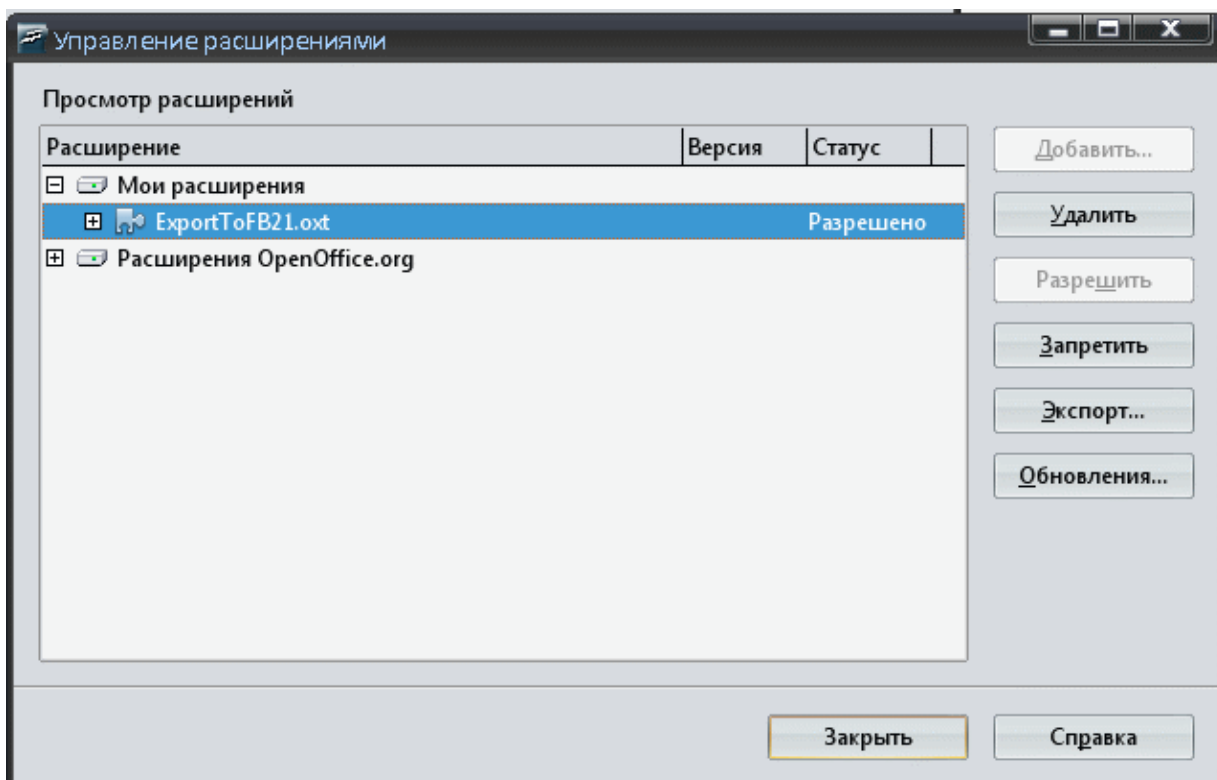 Управление расширениями
Просмотр расширений
Расширение Версия Статус
Мои расширения
ExportToFB21.oxt Разрешено
Расширения OpenOffice.org
Добавить...
Удалить
Разрешить
Запретить
Экспорт...
Обновления...
Закрыть Справка